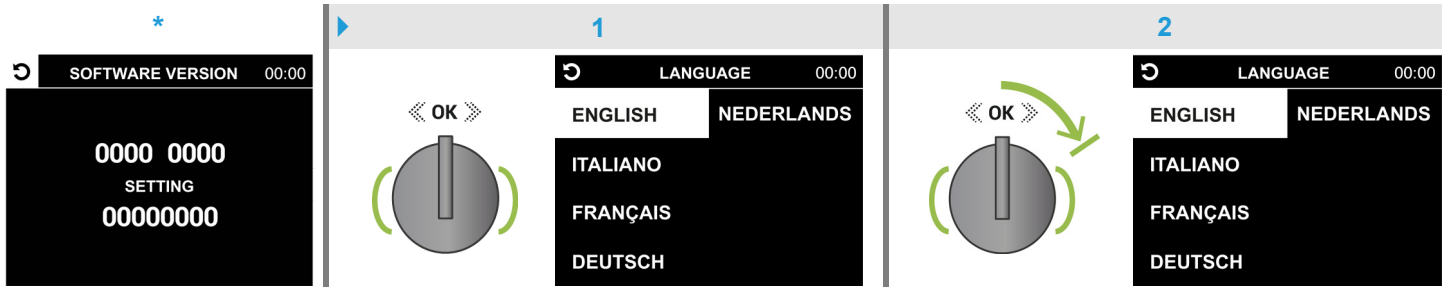 *
1
2
SOFTWARE VERSION 00:00
0000 0000
SETTING
00000000
OK
LANGUAGE 00:00
ENGLISH NEDERLANDS
ITALIANO
FRANÇAIS
DEUTSCH
OK
LANGUAGE 00:00
ENGLISH NEDERLANDS
ITALIANO
FRANÇAIS
DEUTSCH